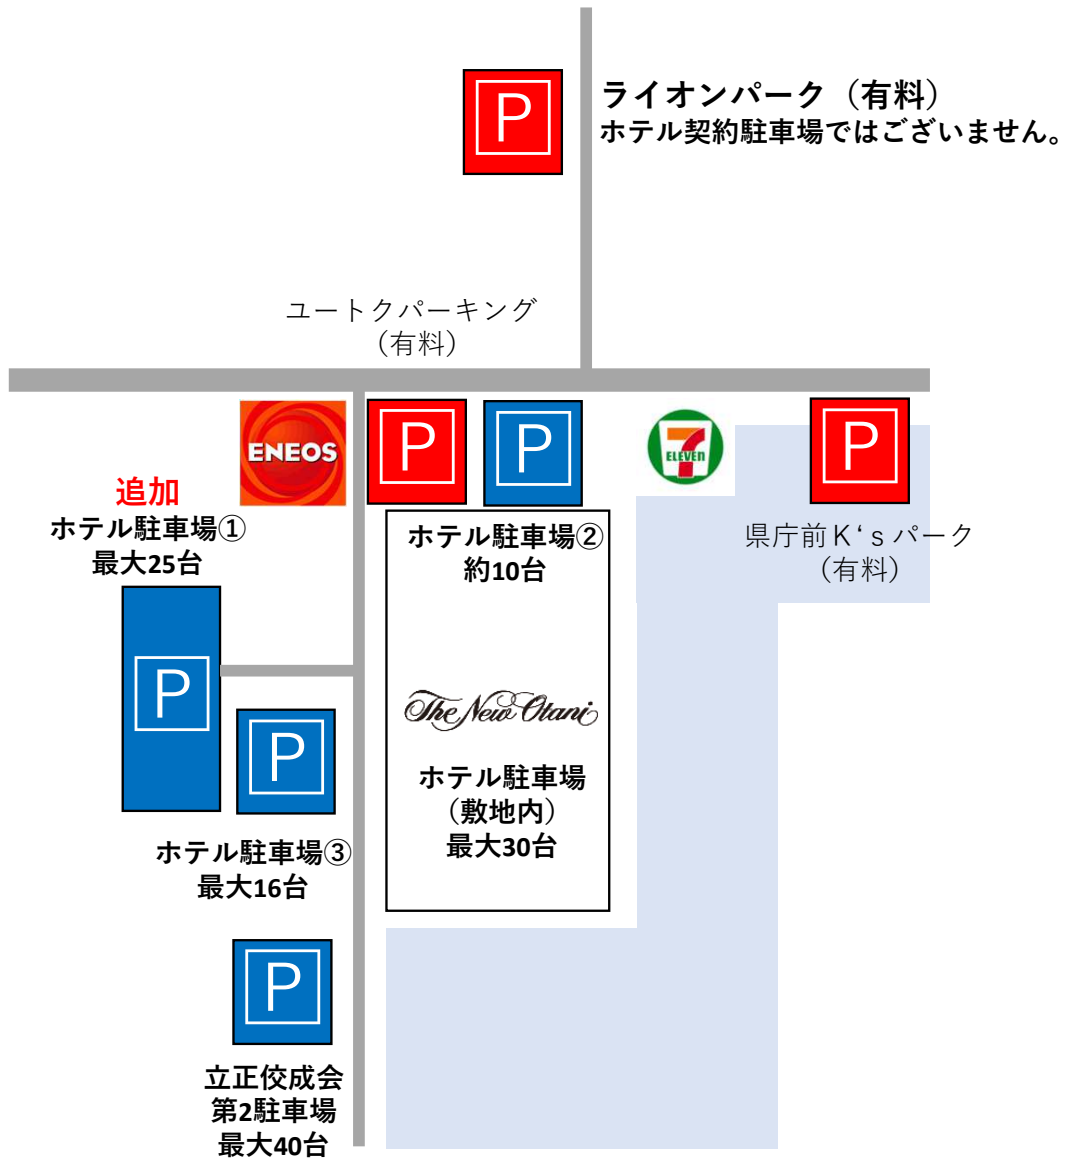 P
ライオンパーク（有料）
ホテル契約駐車場ではございません。
ユートクパーキング
（有料）
ENEOS
P
P
7
ELEVEN
P
追加
ホテル駐車場①
最大25台
ホテル駐車場②
約10台
県庁前K‘sパーク
（有料）
P
P
The New Otani
ホテル駐車場
（敷地内）
最大30台
ホテル駐車場③
最大16台
P
立正佼成会
第2駐車場
最大40台